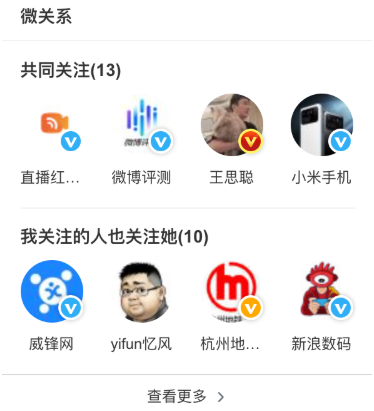 微关系
共同关注(13)
微博评测
直播红…
微博评测
王思聪
小米手机
我关注的人也关注她(10)
威锋网
yifun忆风
杭州地…
新浪数码
查看更多 >